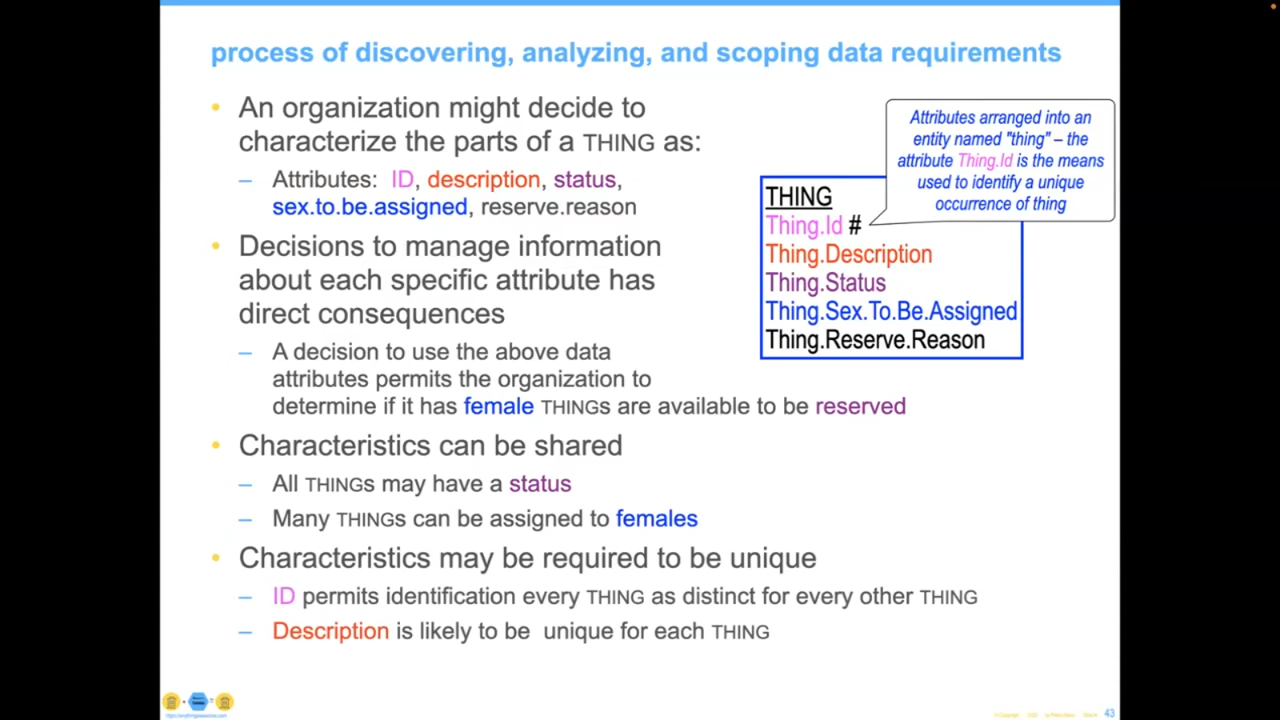 process of discovering, analyzing, and scoping data requirements
• An organization might decide to
characterize the parts of a THING as:
– Attributes: ID, description, status,
sex.to.be.assigned, reserve.reason
• Decisions to manage information
about each specific attribute has
direct consequences
– A decision to use the above data
attributes permits the organization to
determine if it has female THINGs are available to be reserved
• Characteristics can be shared
– All THINGs may have a status
– Many THINGs can be assigned to females
• Characteristics may be required to be unique
– ID permits identification every THING as distinct for every other THING
– Description is likely to be unique for each THING
Attributes arranged into an
entity named "thing" – the
attribute Thing.Id is the means
used to identify a unique
occurrence of thing
THING
Thing.Id #
Thing.Description
Thing.Status
Thing.Sex.To.Be.Assigned
Thing.Reserve.Reason
43